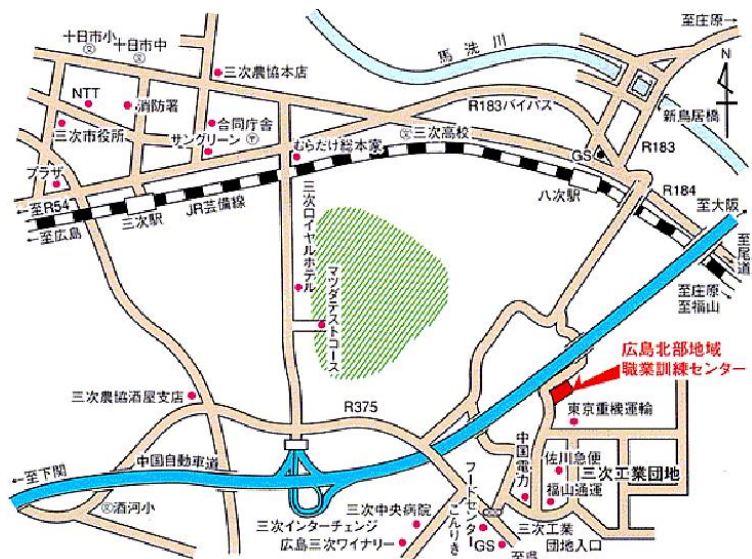 至庄原→
十日市小
十日市中
馬洗川
三次農協本店
NTT
消防署
R183バイパス
新鳥居橋
三次市役所
合同庁舎
サングリーン
三次高校
むらだけ総本家
GS
R183
プラザ
R184
八次駅
至大阪
←至R54
三次駅
JR芸備線
←至広島
至尾道
三次ロイヤルホテル
至庄原
至福山
マツダテストコース
広島北部地域
職業訓練センター
三次農協酒屋支店
R375
東京重機運輸
中国電力
佐川急便
三次工業団地
中国自動車道
←至下関
フードセンター
ごんりき
福山通運
酒河小
三次中央病院
三次インターチェンジ
三次工業
団地入口
広島三次ワイナリー
GS
至呉
N